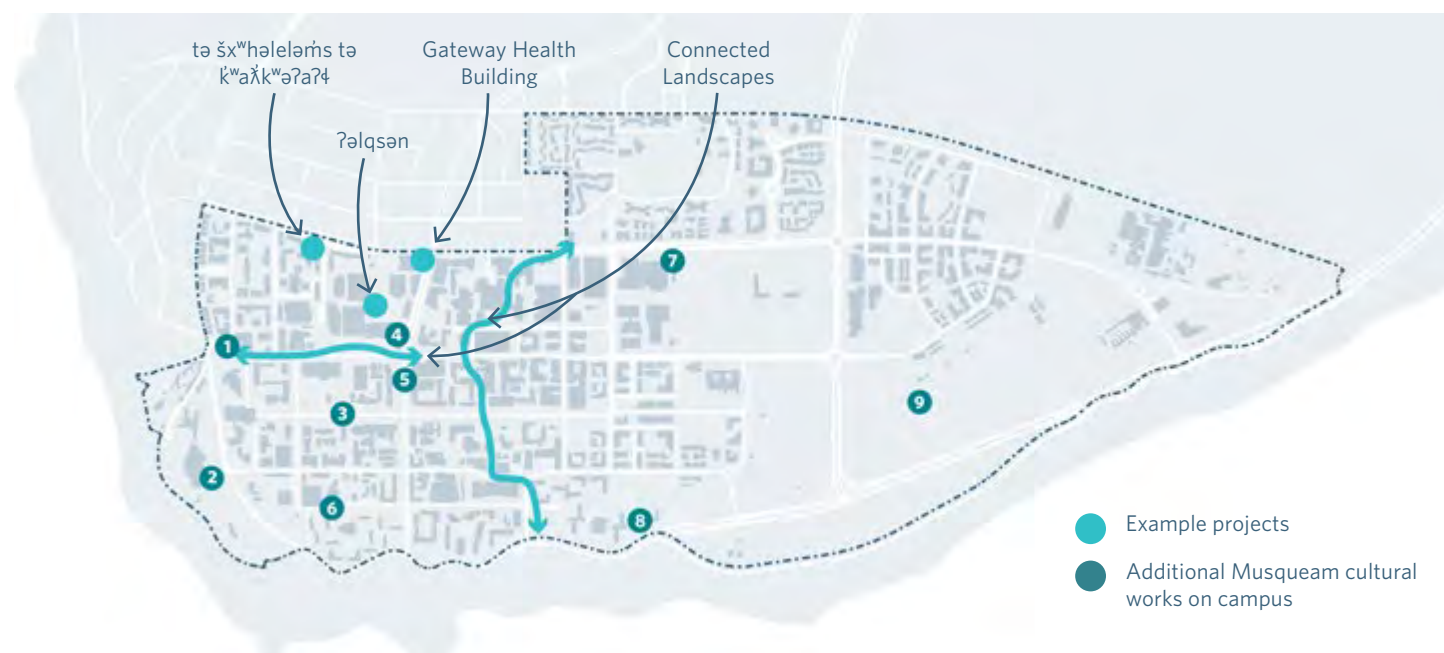 tə šxʷhəleləm̓s tə
k̓ʷaƛ̓kʷəʔaʔɬ
Gateway Health
Building
Connected
Landscapes
ʔəlqsən
7
4
1
5
3
9
2
6
8
Example projects
Additional Musqueam cultural
works on campus